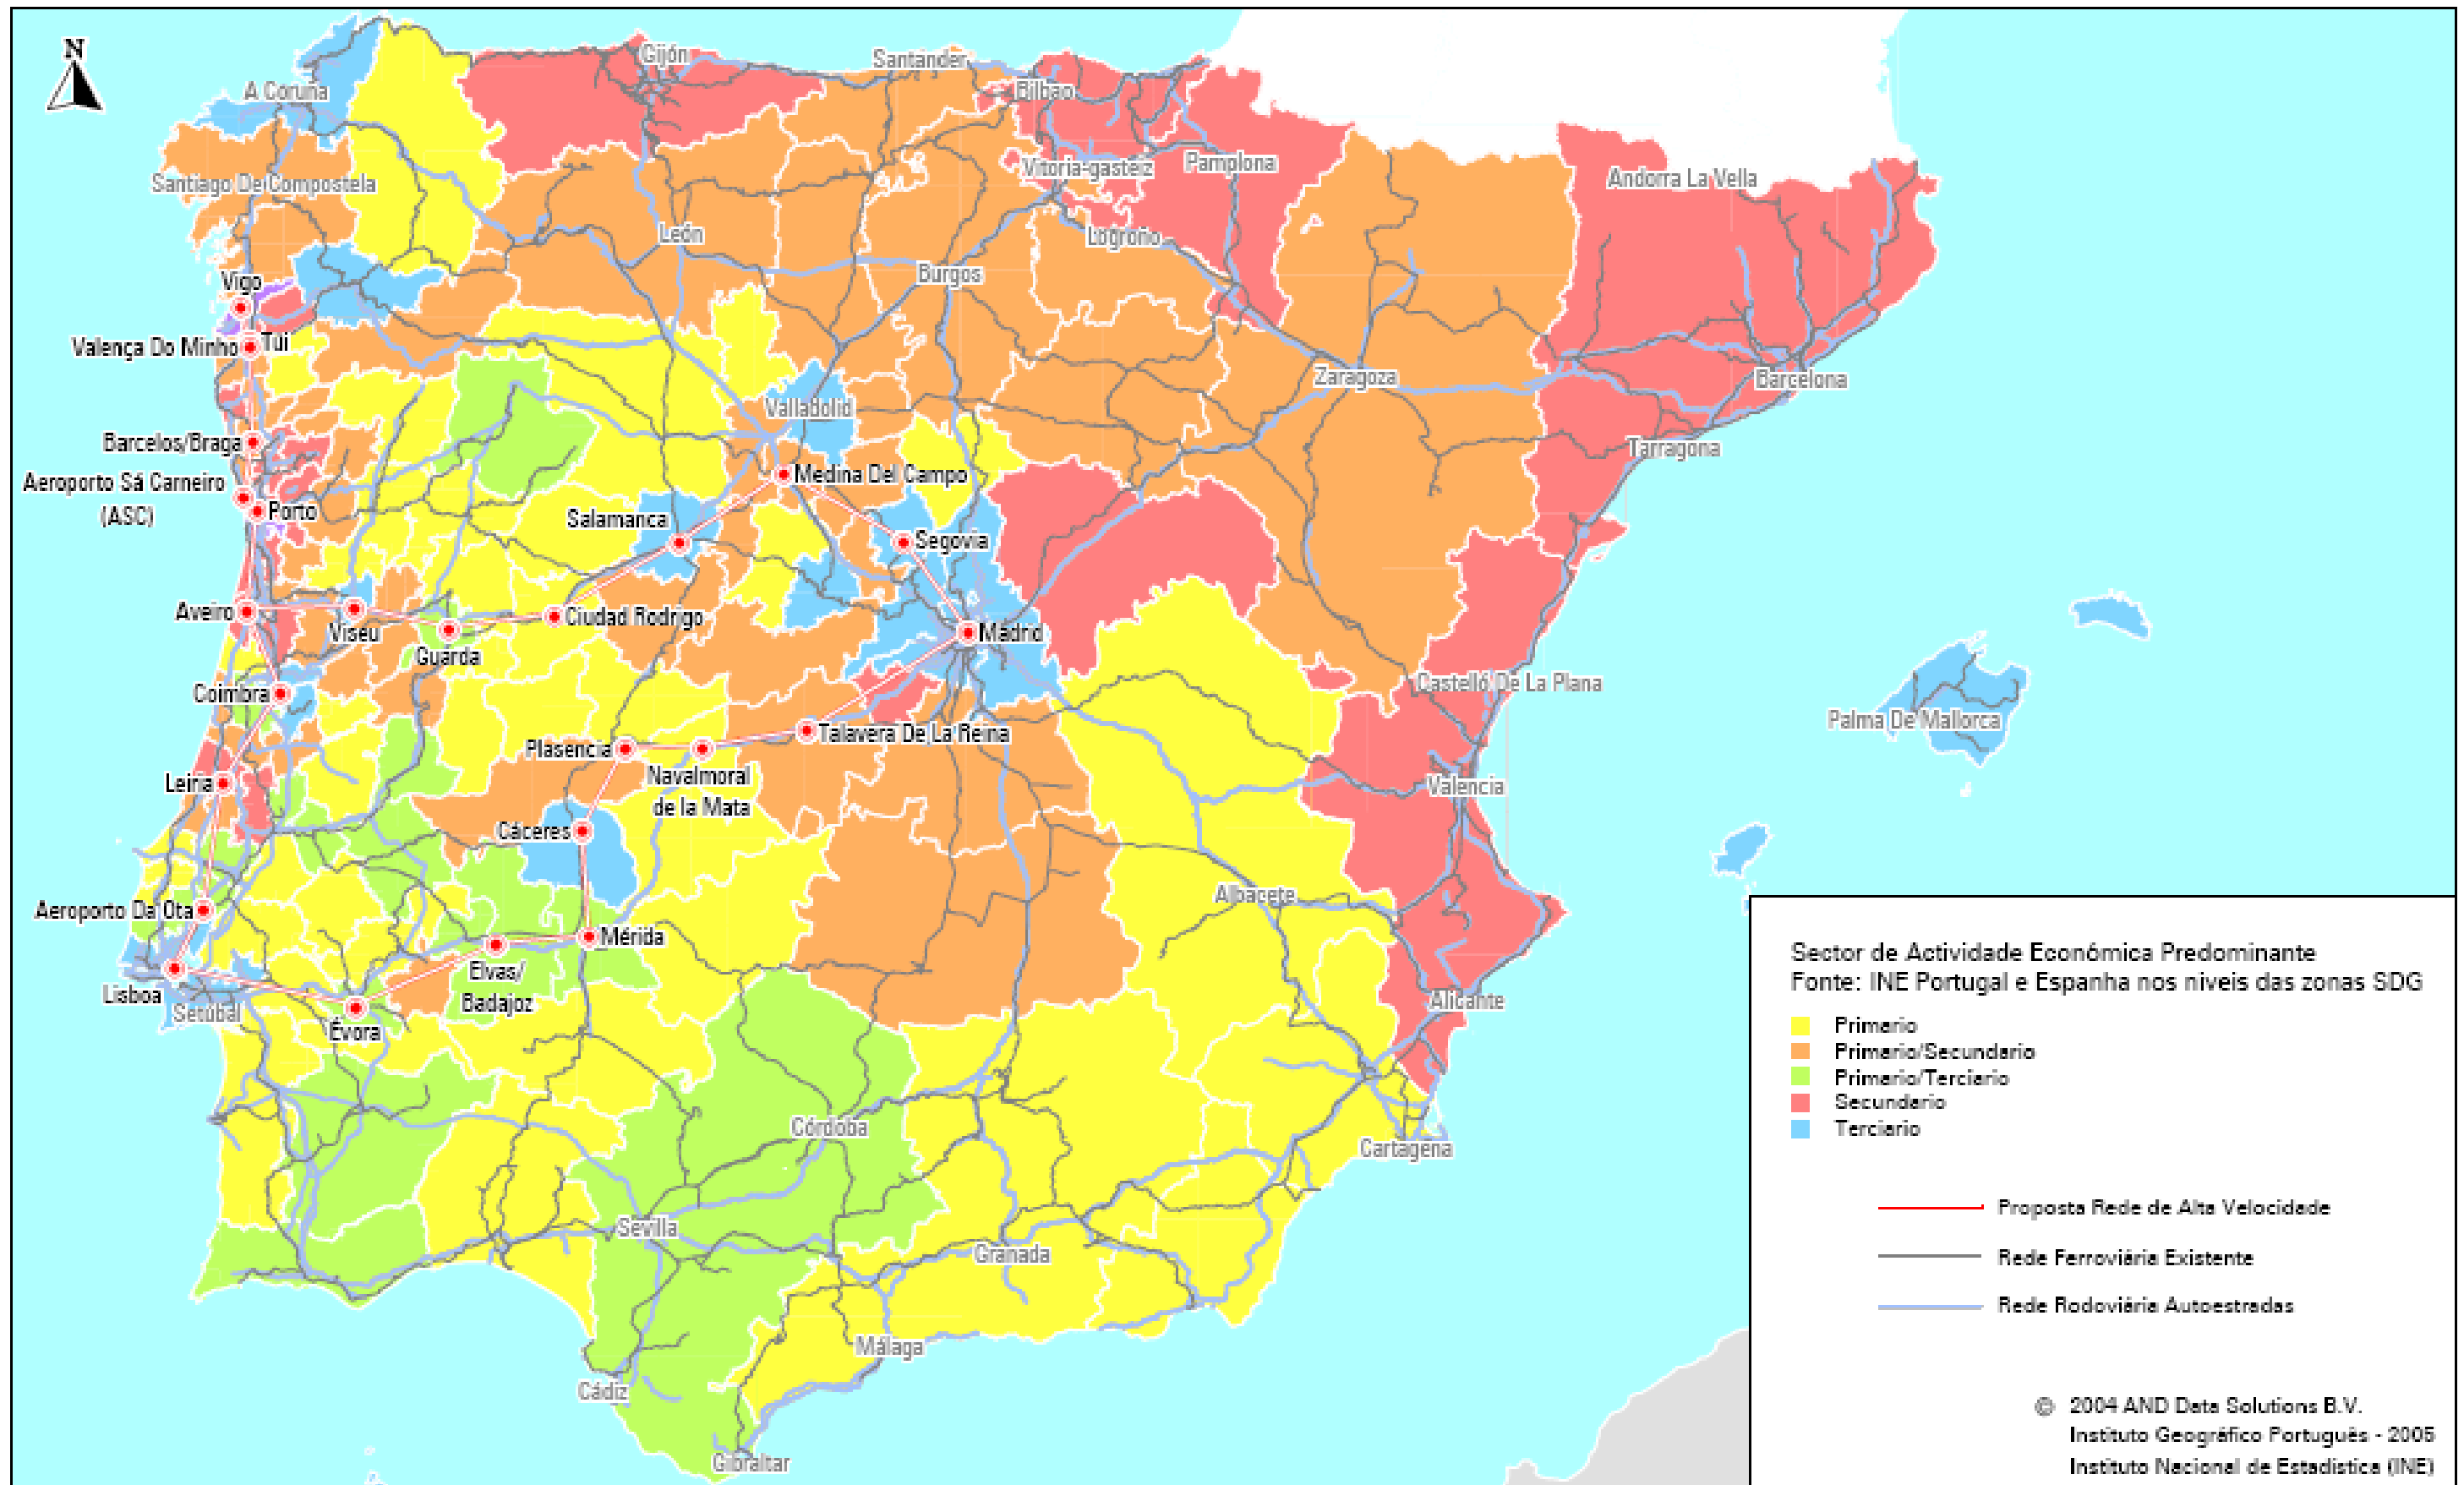 N
Gijón
Santander
A Coruña
Bilbao
Santiago De Compostela
Vitoria-gasteiz
Pamplona
Andorra La Vella
León
Logroño
Burgos
Vigo
Valença Do Minho
Tui
Zaragoza
Barcelona
Valladolid
Barcelos/Braga
Tarragona
Medina Del Campo
Aeroporto Sá Carneiro
(ASC)
Porto
Salamanca
Segovia
Aveiro
Viseu
Guarda
Ciudad Rodrigo
Madrid
Coimbra
Castelló De La Plana
Palma De Mallorca
Plasencia
Talavera De La Reina
Navalmoral
de la Mata
Leiria
Valencia
Cáceres
Albacete
Aeroporto Da Ota
Mérida
Elvas/
Badajoz
Lisboa
Setúbal
Évora
Alicante
Córdoba
Cartagena
Sevilla
Granada
Málaga
Cádiz
Gibraltar
Sector de Actividade Económica Predominante
Fonte: INE Portugal e Espanha nos níveis das zonas SDG
Primario
Primario/Secundario
Primario/Terciario
Secundario
Terciario
Proposta Rede de Alta Velocidade
Rede Ferroviária Existente
Rede Rodoviária Autoestradas
© 2004 AND Data Solutions B.V.
Instituto Geográfico Português - 2005
Instituto Nacional de Estadística (INE)